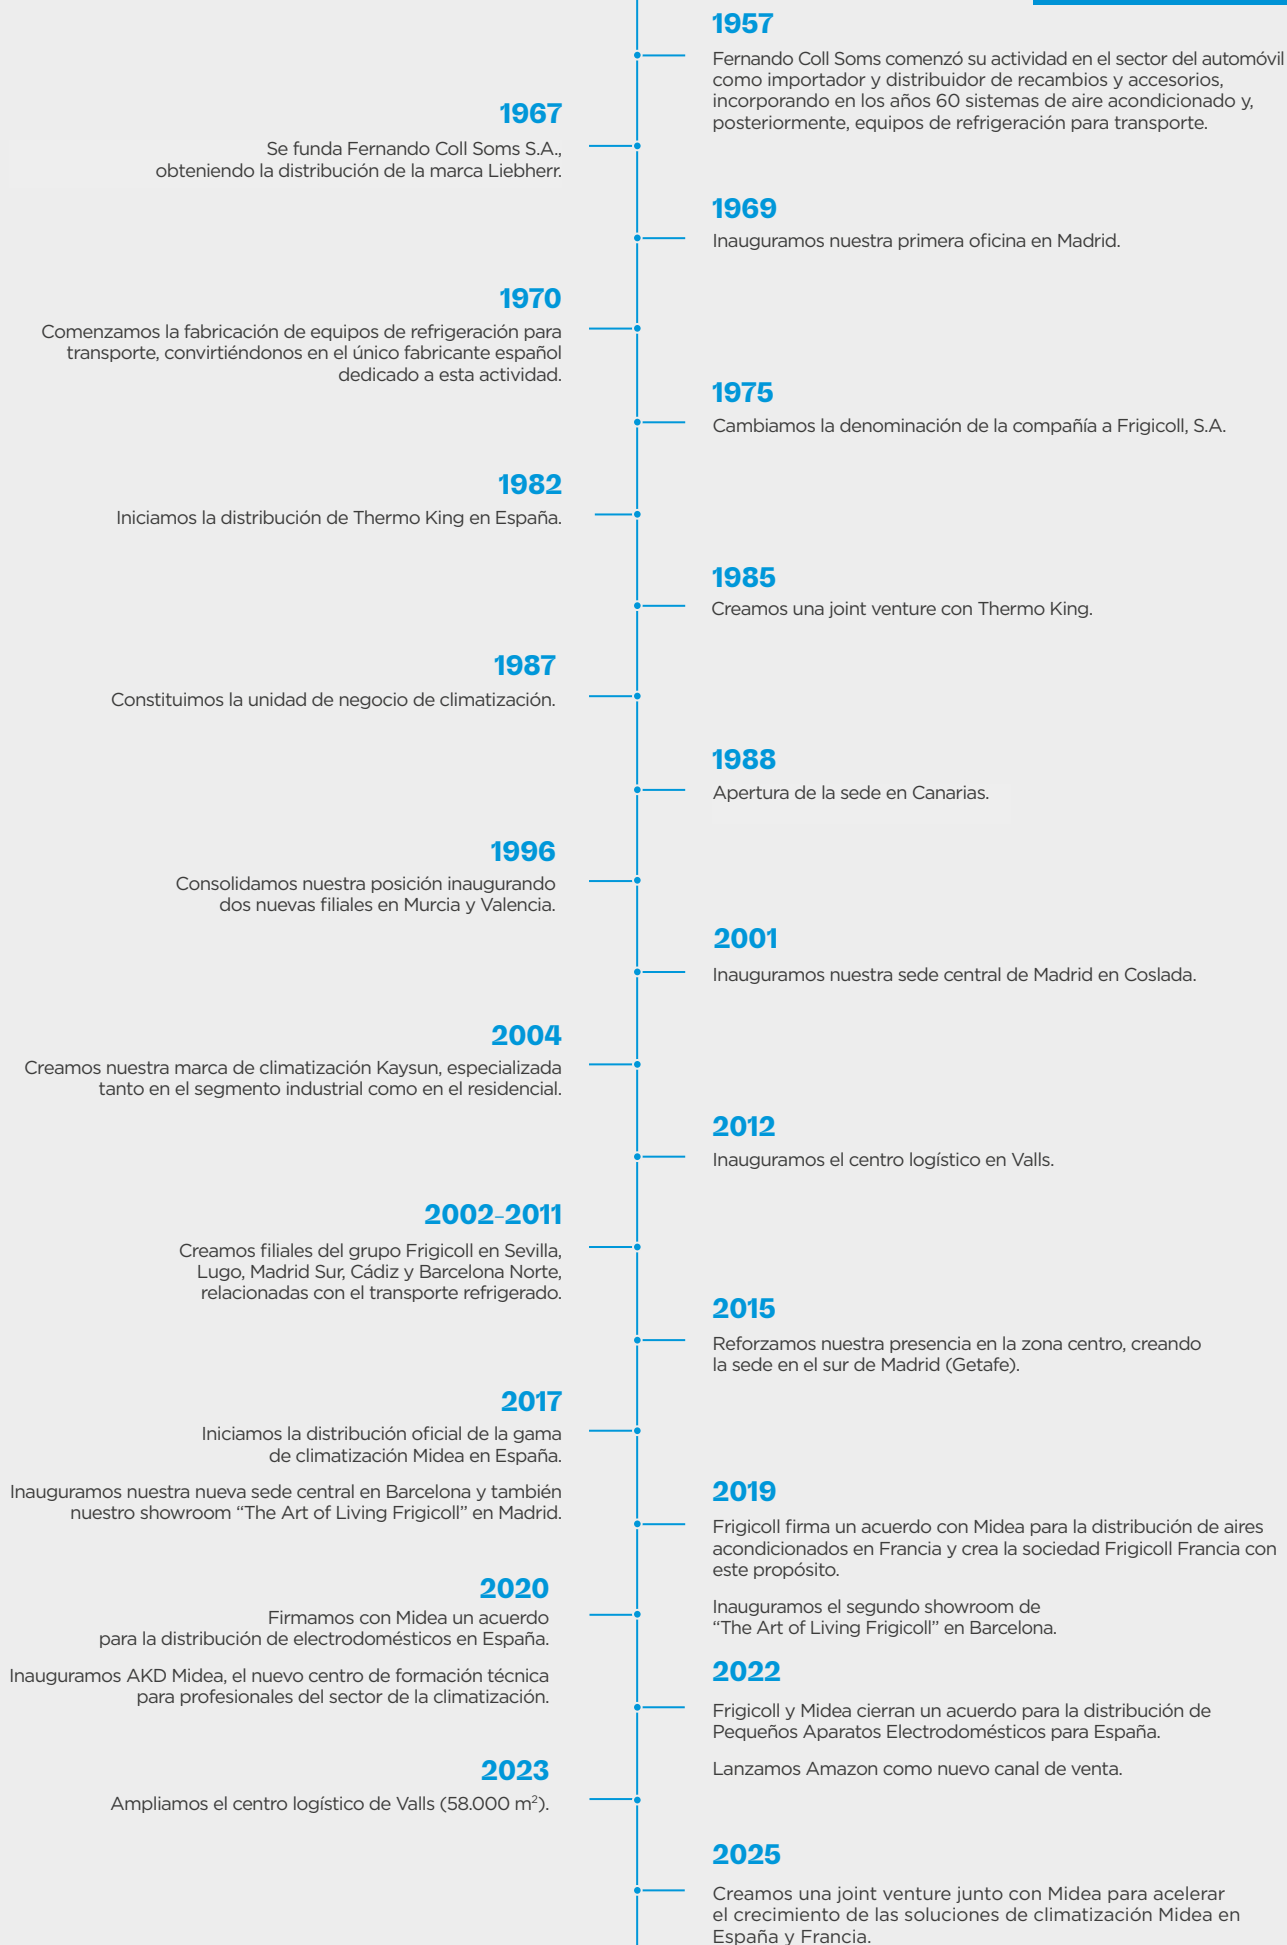 1957
Fernando Coll Soms comenzó su actividad en el sector del automóvil
como importador y distribuidor de recambios y accesorios,
incorporando en los años 60 sistemas de aire acondicionado y,
posteriormente, equipos de refrigeración para transporte.
1967
Se funda Fernando Coll Soms S.A.,
obteniendo la distribución de la marca Liebherr.
1969
Inauguramos nuestra primera oficina en Madrid.
1970
Comenzamos la fabricación de equipos de refrigeración para
transporte, convirtiéndonos en el único fabricante español
dedicado a esta actividad.
1975
Cambiamos la denominación de la compañía a Frigicoll, S.A.
1982
Iniciamos la distribución de Thermo King en España.
1985
Creamos una joint venture con Thermo King.
1987
Constituimos la unidad de negocio de climatización.
1988
Apertura de la sede en Canarias.
1996
Consolidamos nuestra posición inaugurando
dos nuevas filiales en Murcia y Valencia.
2001
Inauguramos nuestra sede central de Madrid en Coslada.
2004
Creamos nuestra marca de climatización Kaysun, especializada
tanto en el segmento industrial como en el residencial.
2012
Inauguramos el centro logístico en Valls.
2002-2011
Creamos filiales del grupo Frigicoll en Sevilla,
Lugo, Madrid Sur, Cádiz y Barcelona Norte,
relacionadas con el transporte refrigerado.
2015
Reforzamos nuestra presencia en la zona centro, creando
la sede en el sur de Madrid (Getafe).
2017
Iniciamos la distribución oficial de la gama
de climatización Midea en España.
Inauguramos nuestra nueva sede central en Barcelona y también
nuestro showroom “The Art of Living Frigicoll” en Madrid.
2019
Frigicoll firma un acuerdo con Midea para la distribución de aires
acondicionados en Francia y crea la sociedad Frigicoll Francia con
este propósito.
Inauguramos el segundo showroom de
“The Art of Living Frigicoll” en Barcelona.
2020
Firmamos con Midea un acuerdo
para la distribución de electrodomésticos en España.
Inauguramos AKD Midea, el nuevo centro de formación técnica
para profesionales del sector de la climatización.
2022
Frigicoll y Midea cierran un acuerdo para la distribución de
Pequeños Aparatos Electrodomésticos para España.
Lanzamos Amazon como nuevo canal de venta.
2023
Ampliamos el centro logístico de Valls (58.000 m²).
2025
Creamos una joint venture junto con Midea para acelerar
el crecimiento de las soluciones de climatización Midea en
España y Francia.